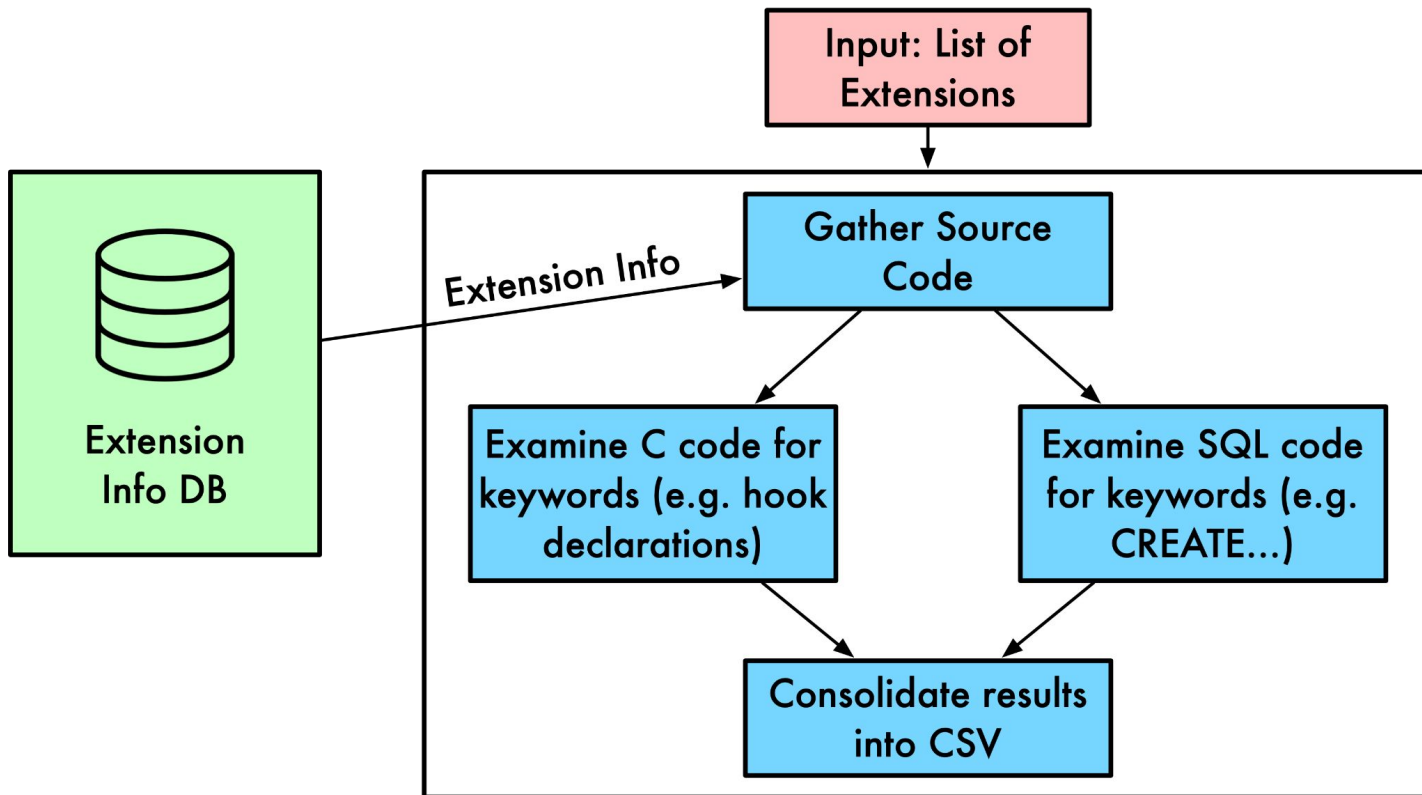 Input: List of
Extensions
Gather Source
Code
Extension Info
Extension
Info DB
Examine C code for
keywords (e.g. hook
declarations)
Examine SQL code
for keywords (e.g.
CREATE...)
Consolidate results
into CSV